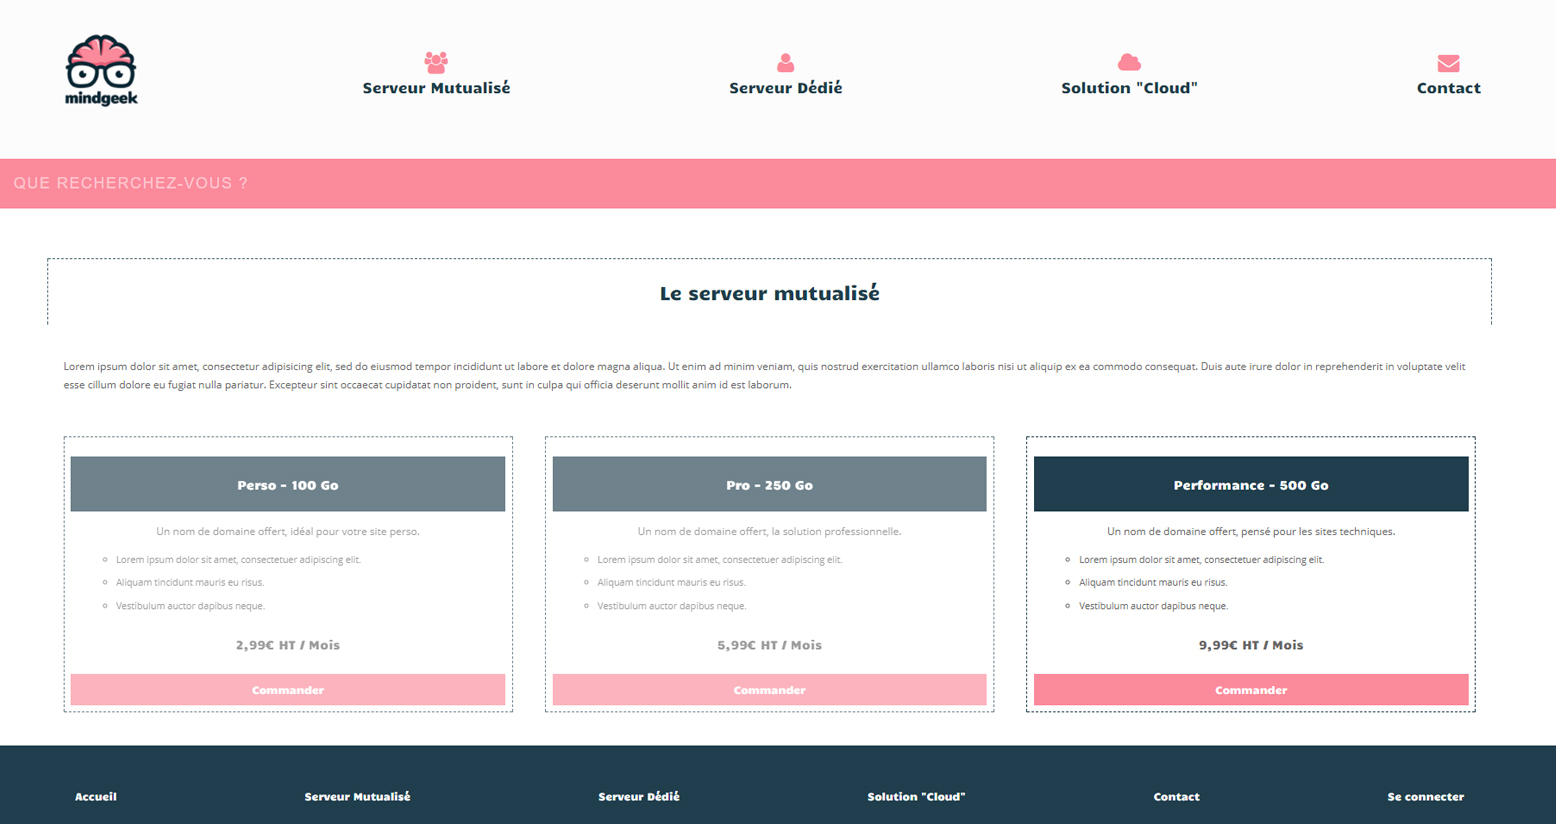 mindgeek
Serveur Mutualisé
Serveur Dédié
Solution "Cloud"
Contact
QUE RECHERCHEZ-VOUS ?
Le serveur mutualisé
Lorem ipsum dolor sit amet, consectetur adipisicing elit, sed do eiusmod tempor incididunt ut labore et dolore magna aliqua. Ut enim ad minim veniam, quis nostrud exercitation ullamco laboris nisi ut aliquip ex ea commodo consequat. Duis aute irure dolor in reprehenderit in voluptate velit
esse cillum dolore eu fugiat nulla pariatur. Excepteur sint occaecat cupidatat non proident, sunt in culpa qui officia deserunt mollit anim id est laborum.
Perso - 100 Go
Un nom de domaine offert, idéal pour votre site perso.
Lorem ipsum dolor sit amet, consectetuer adipiscing elit.
Aliquam tincidunt mauris eu risus.
Vestibulum auctor dapibus neque.
2,99€ HT / Mois
Commander
Pro - 250 Go
Un nom de domaine offert, la solution professionnelle.
Lorem ipsum dolor sit amet, consectetuer adipiscing elit.
Aliquam tincidunt mauris eu risus.
Vestibulum auctor dapibus neque.
5,99€ HT / Mois
Commander
Performance - 500 Go
Un nom de domaine offert, pensé pour les sites techniques.
Lorem ipsum dolor sit amet, consectetuer adipiscing elit.
Aliquam tincidunt mauris eu risus.
Vestibulum auctor dapibus neque.
9,99€ HT / Mois
Commander
Accueil
Serveur Mutualisé
Serveur Dédié
Solution "Cloud"
Contact
Se connecter